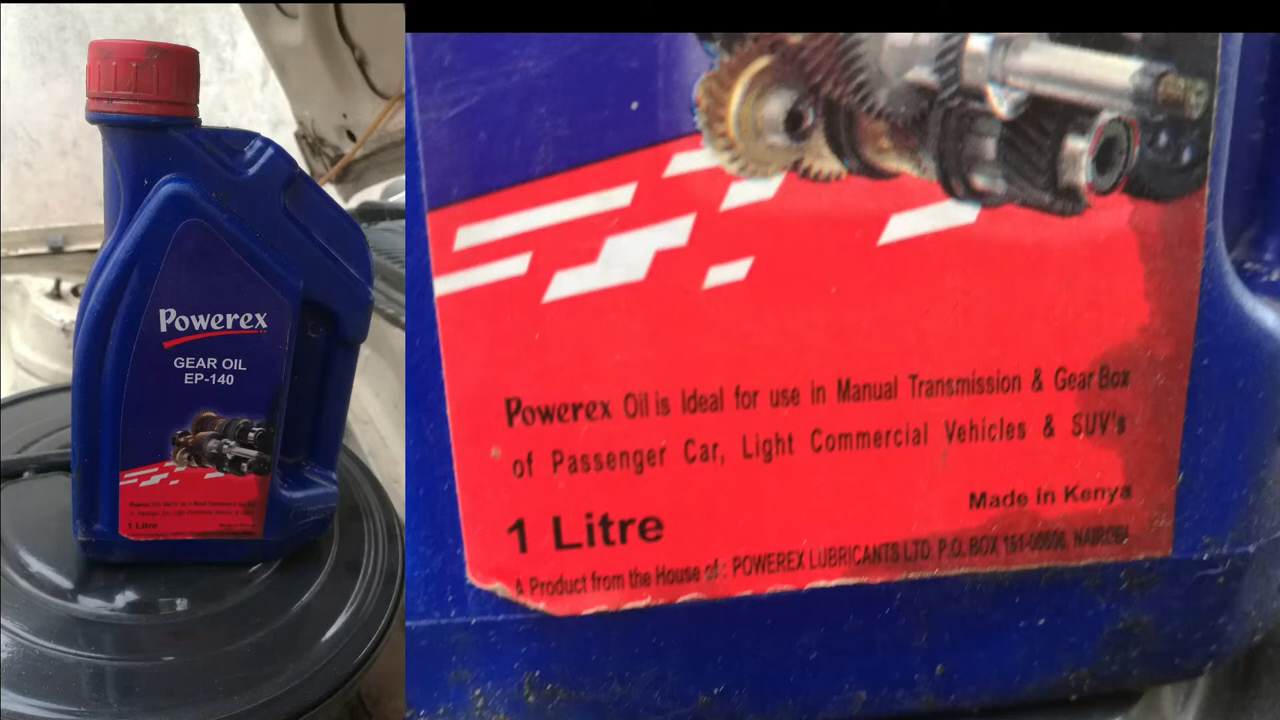 Powerex
GEAR OIL
EP-140
1 Litre
Powerex Oil is Ideal for use in Manual Transmission & Gear Box
of Passenger Car, Light Commercial Vehicles & SUV's
Made in Kenya
1 Litre
A Product from the House of : POWEREX LUBRICANTS LTD. P.O. BOX 151-00606, NAIROBI